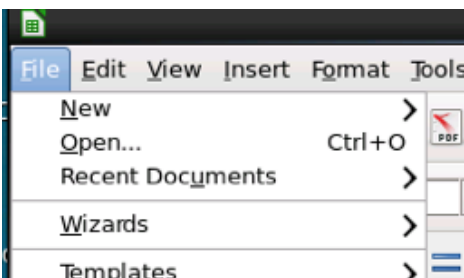 File Edit View Insert Format Tools
New
Open... Ctrl+O
PDF
Recent Documents
Wizards
Templates